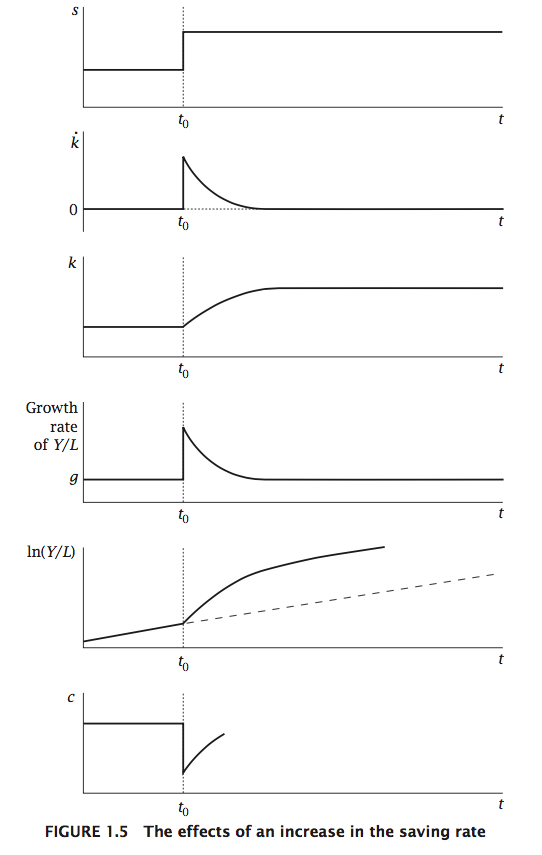 s
t₀ t
k̇
0
t₀ t
k
t₀ t
Growth
rate
of Y/L
g
t₀ t
ln(Y/L)
t₀ t
c
t₀ t
FIGURE 1.5 The effects of an increase in the saving rate